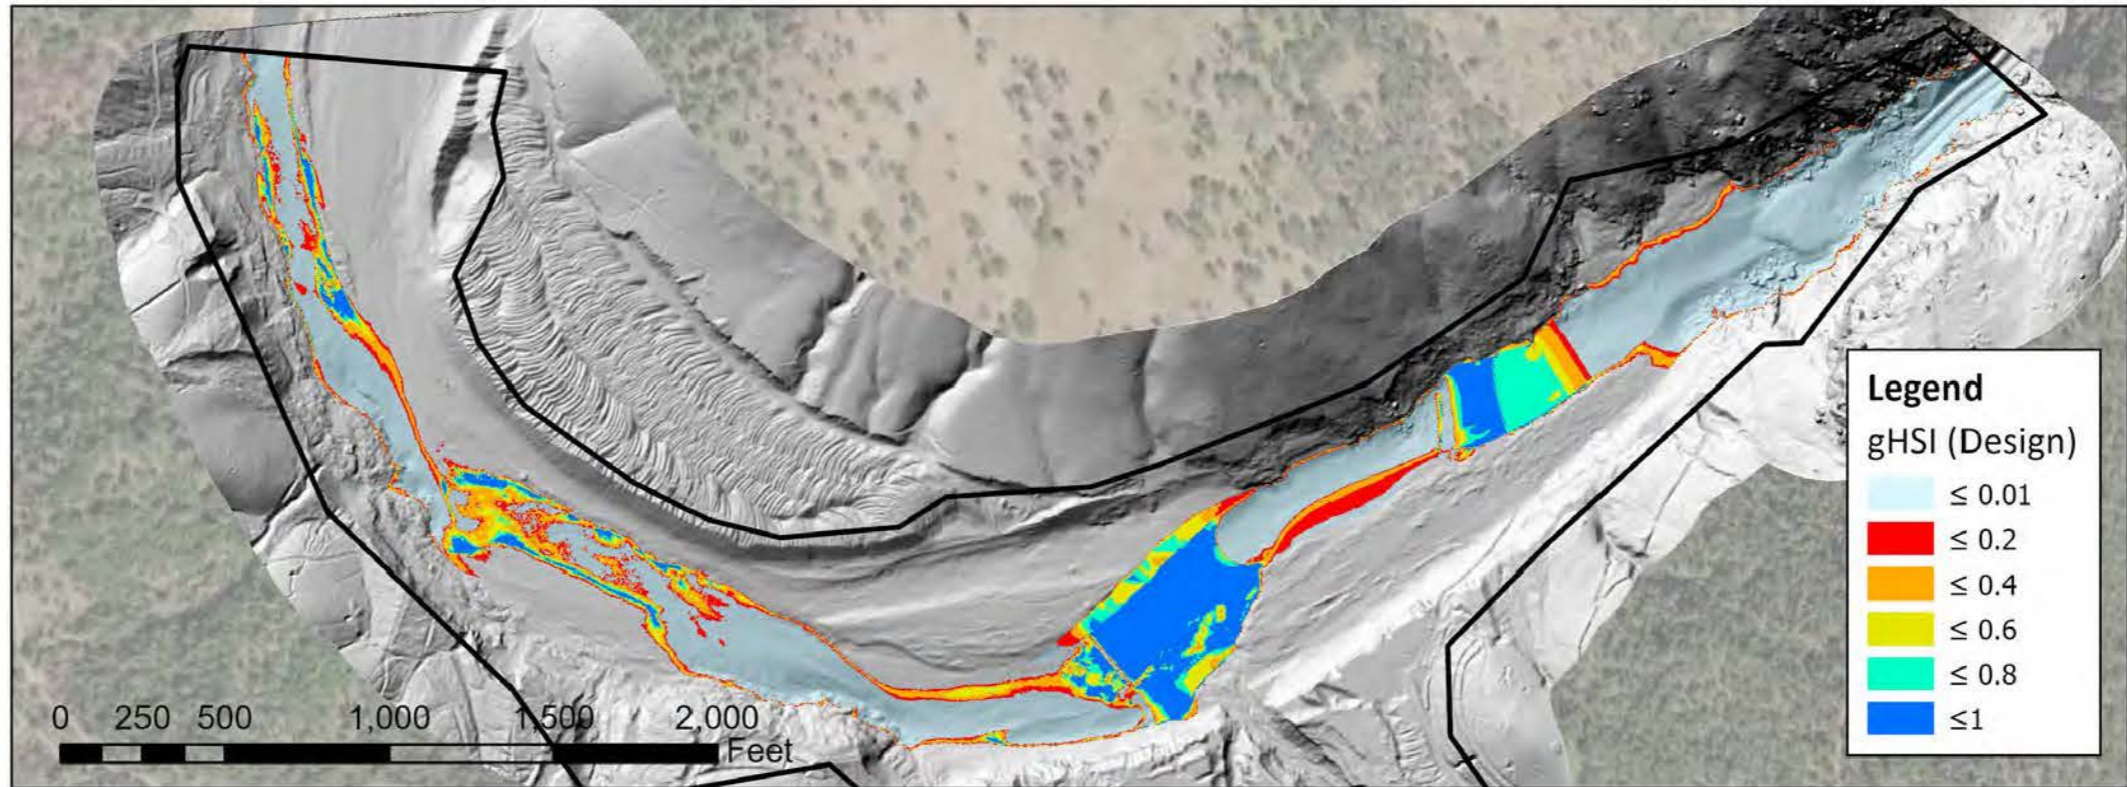 Legend
gHSI (Design)
≤ 0.01
≤ 0.2
≤ 0.4
≤ 0.6
≤ 0.8
≤1
0 250 500 1,000 1,500 2,000
Feet